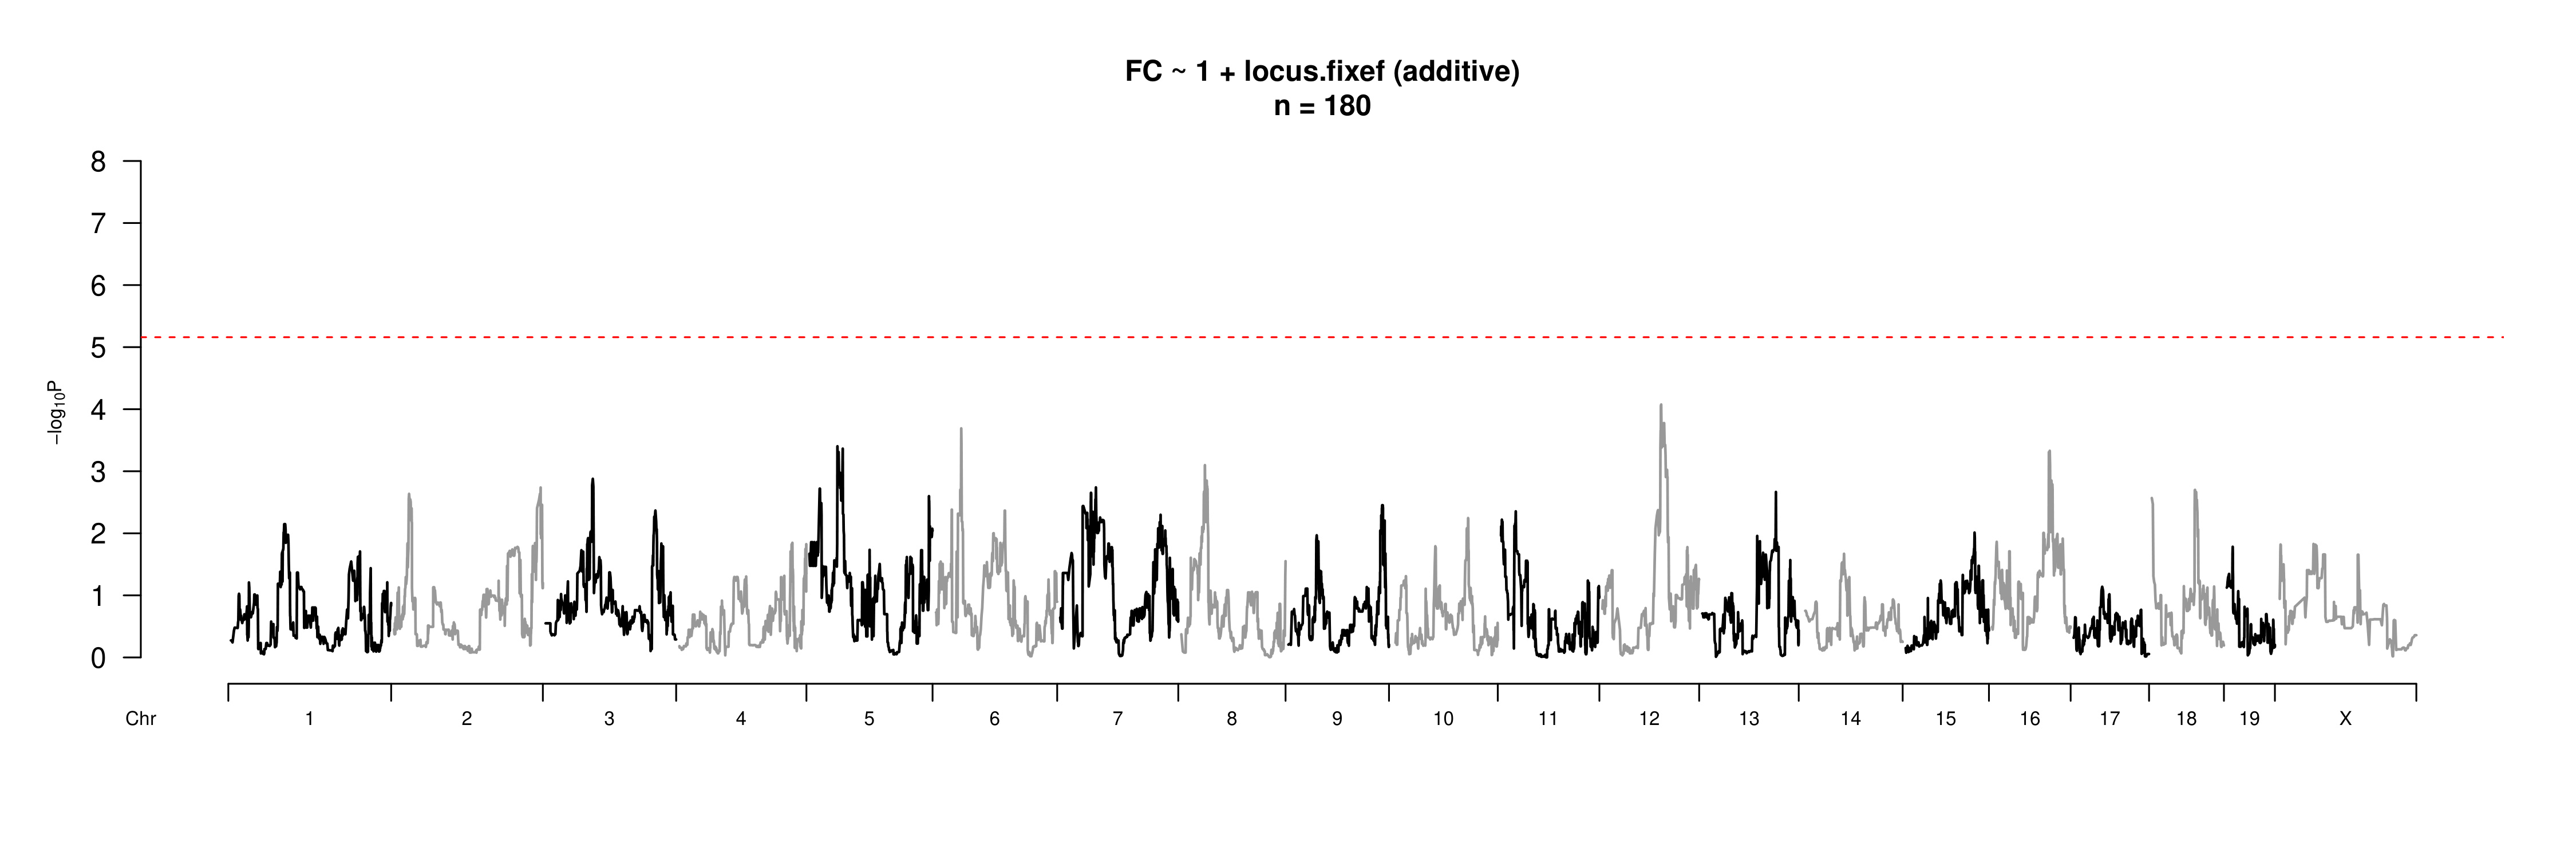 FC ~ 1 + locus.fixef (additive)
n = 180
8
7
6
5
4
3
2
1
0
−log10P
Chr 1 2 3 4 5 6 7 8 9 10 11 12 13 14 15 16 17 18 19 X